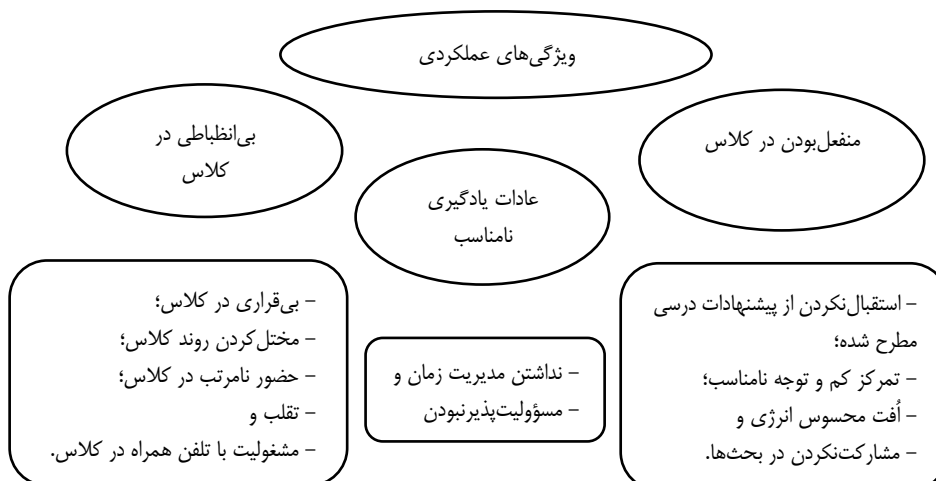 ویژگی‌های عملکردی
منفعل‌بودن در کلاس
عادات یادگیری
نامناسب
بی‌انظباطی در
کلاس
– استقبال‌نکردن از پیشنهادات درسی
مطرح شده؛
– تمرکز کم و توجه نامناسب؛
– اُفت محسوس انرژی و
– مشارکت‌نکردن در بحث‌ها.
– نداشتن مدیریت زمان و
– مسؤولیت‌پذیرنبودن
– بی‌قراری در کلاس؛
– مختل‌کردن روند کلاس؛
– حضور نامرتب در کلاس؛
– تقلب و
– مشغولیت با تلفن همراه در کلاس.